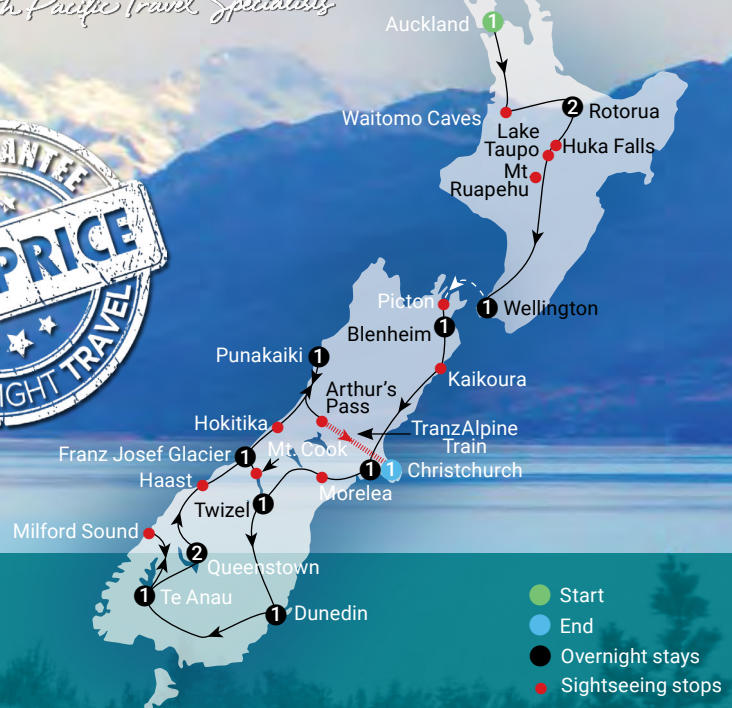 h Pacific Travel Specialists
ANTEE
PRICE
IGHT TRAVEL
Auckland
1
Waitomo Caves
2
Rotorua
Lake
Taupo
Huka Falls
Mt
Ruapehu
Picton
1
Wellington
Blenheim
1
Punakaiki
1
Kaikoura
Arthur's
Pass
Hokitika
TranzAlpine
Train
Franz Josef Glacier
1
Mt. Cook
1
1
Christchurch
Haast
Morelea
Twizel
1
Milford Sound
2
Queenstown
1
Te Anau
1
Dunedin
Start
End
Overnight stays
Sightseeing stops